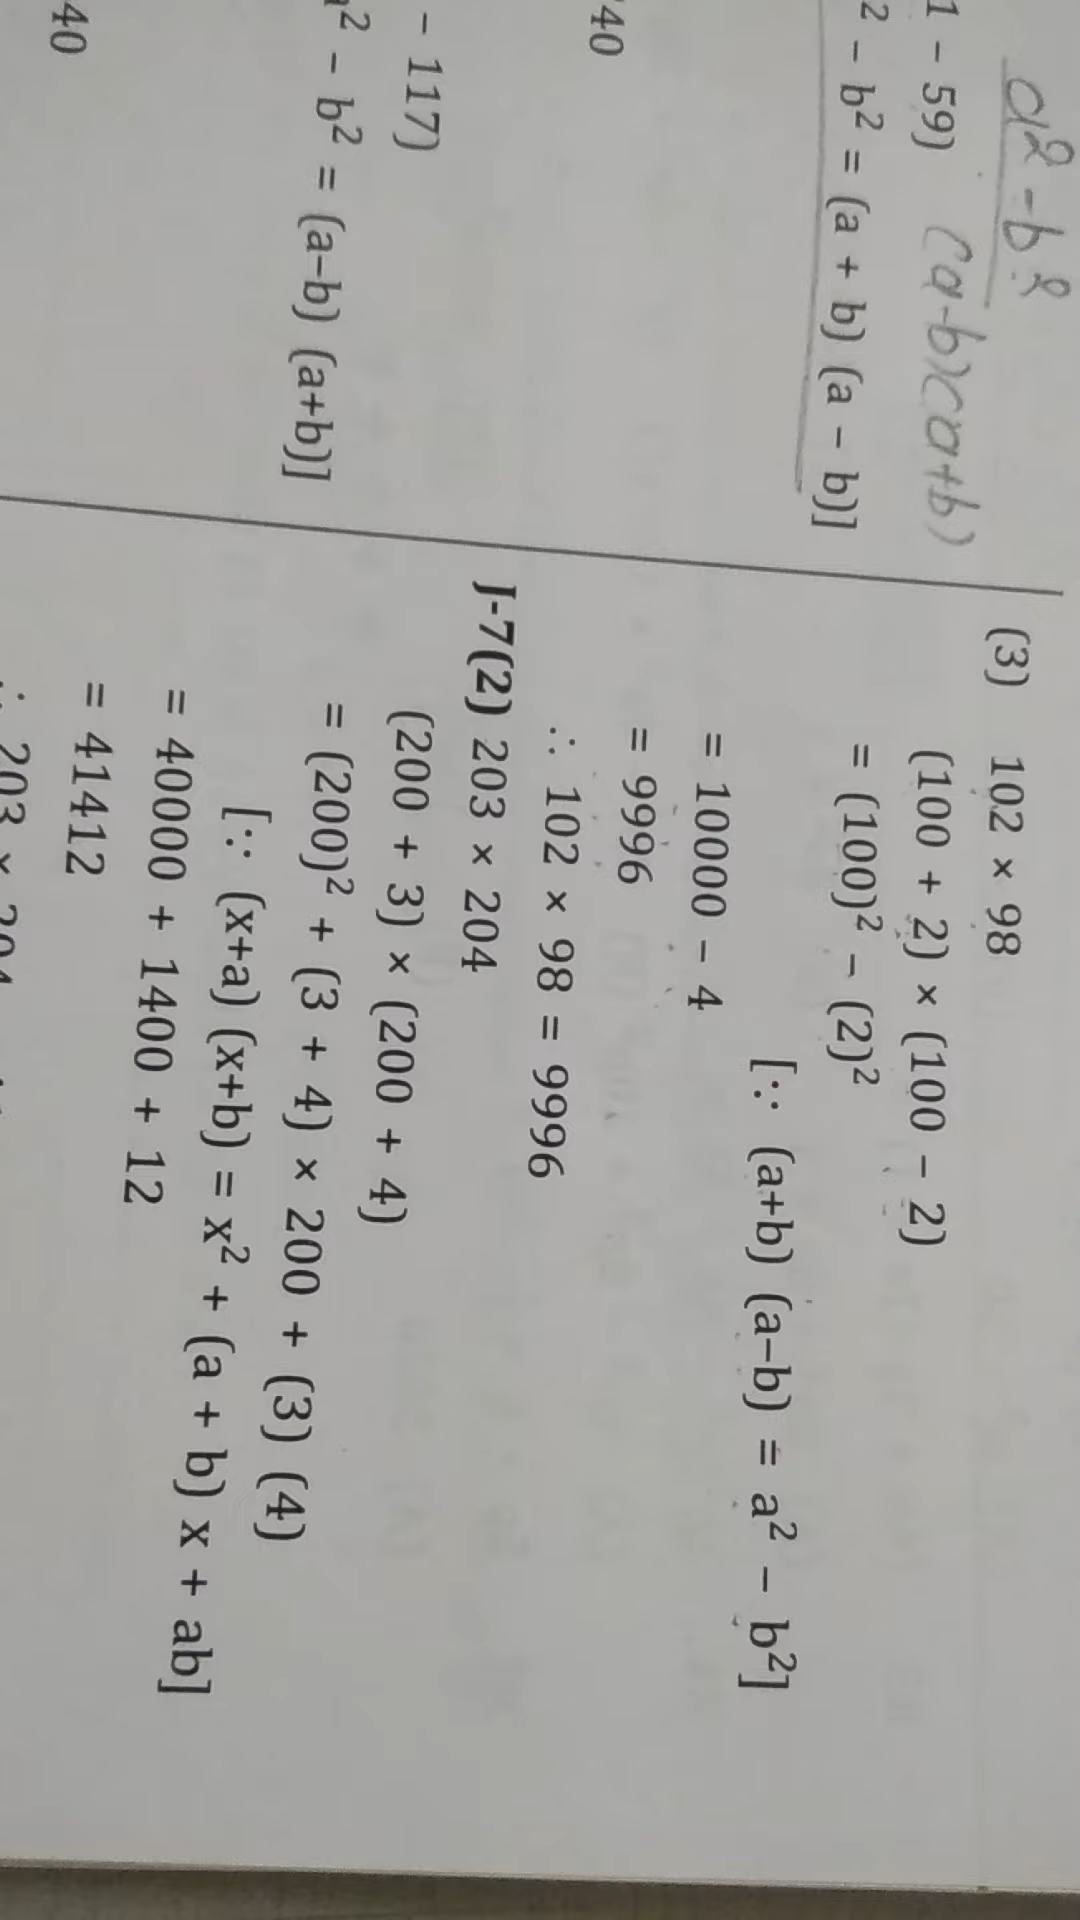 a² - b²
1 − 59) (a-b)(a+b)
2 − b² = (a + b) (a − b)]
40
− 117)
² − b² = (a−b) (a+b)]
40
(3) 102 × 98
(100 + 2) × (100 − 2)
= (100)² − (2)²
[∵ (a+b) (a−b) = a² − b²]
= 10000 − 4
= 9996
∴ 102 × 98 = 9996
J-7(2) 203 × 204
(200 + 3) × (200 + 4)
= (200)² + (3 + 4) × 200 + (3) (4)
[∵ (x+a) (x+b) = x² + (a + b) x + ab]
= 40000 + 1400 + 12
= 41412
∴ 203 × 204